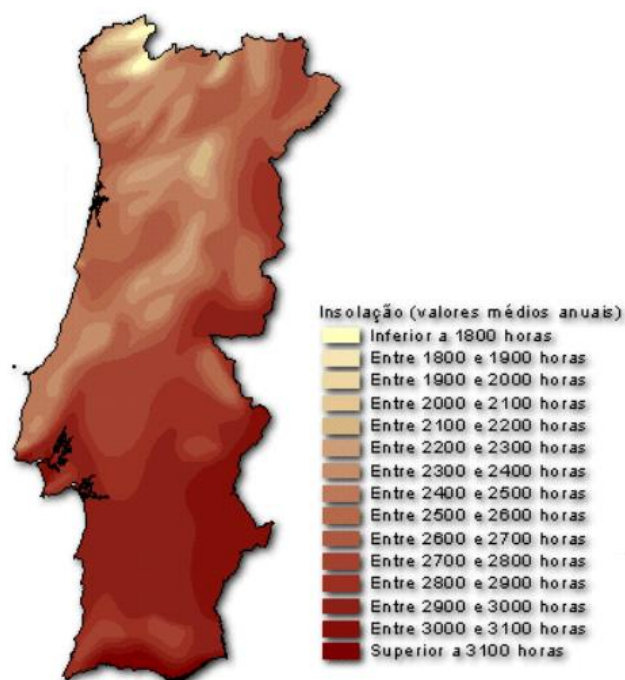 Insolação (valores médios anuais)
Inferior a 1800 horas
Entre 1800 e 1900 horas
Entre 1900 e 2000 horas
Entre 2000 e 2100 horas
Entre 2100 e 2200 horas
Entre 2200 e 2300 horas
Entre 2300 e 2400 horas
Entre 2400 e 2500 horas
Entre 2500 e 2600 horas
Entre 2600 e 2700 horas
Entre 2700 e 2800 horas
Entre 2800 e 2900 horas
Entre 2900 e 3000 horas
Entre 3000 e 3100 horas
Superior a 3100 horas